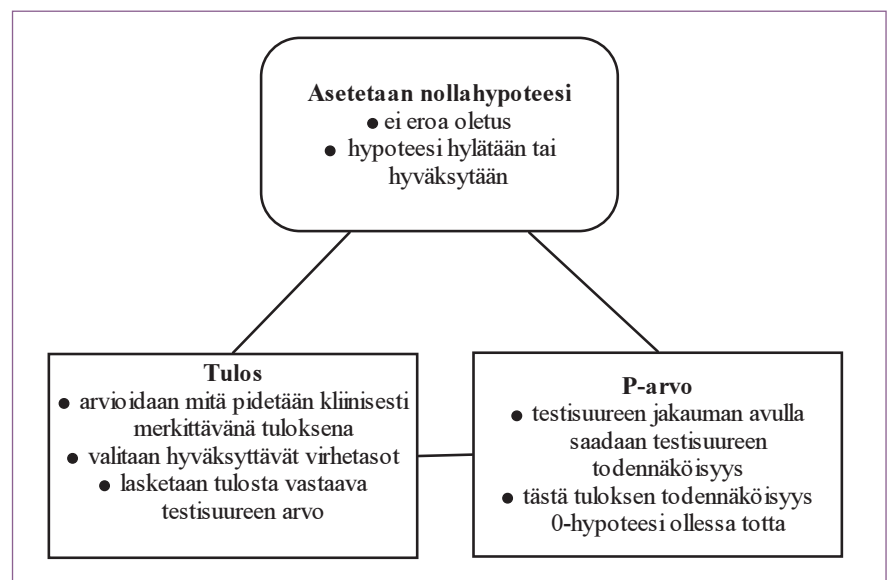 Asetetaan nollahypoteesi
● ei eroa oletus
● hypoteesi hylätään tai
hyväksytään
Tulos
● arvioidaan mitä pidetään kliinisesti
merkittävänä tuloksena
● valitaan hyväksyttävät virhetasot
● lasketaan tulosta vastaava
testisuureen arvo
P-arvo
● testisuureen jakauman avulla
saadaan testisuureen
todennäköisyys
● tästä tuloksen todennäköisyys
0-hypoteesi ollessa totta